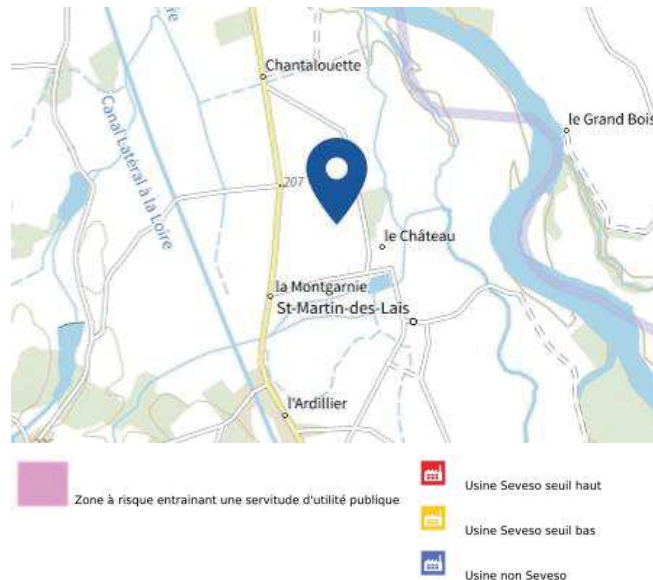 Chantalouette
le Grand Bois
Canal Latéral à la Loire
207
le Château
la Montgarnie
St-Martin-des-Lais
l'Ardillier
Zone à risque entrainant une servitude d'utilité publique
Usine Seveso seuil haut
Usine Seveso seuil bas
Usine non Seveso